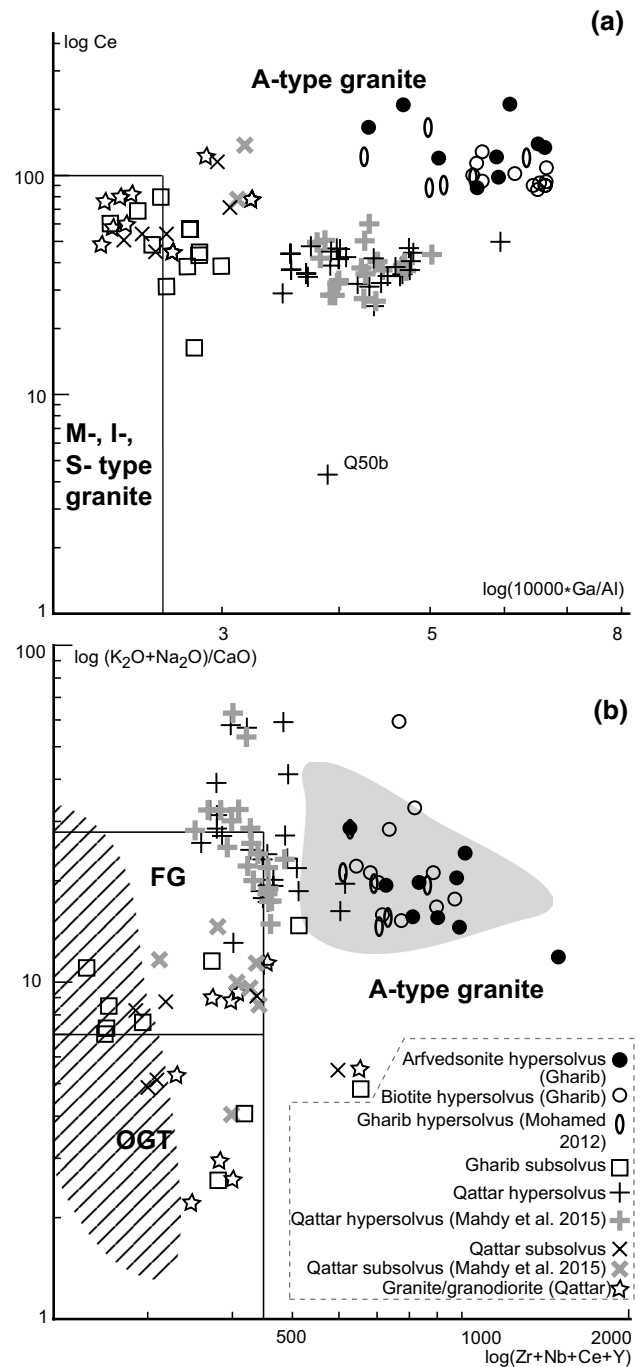 (a)
log Ce
A-type granite
100
10
M-, I-,
S- type
granite
Q50b
log(10000*Ga/Al)
1
3
5
8
100
log (K2O+Na2O)/CaO)
(b)
FG
10
A-type granite
OGT
Arfvedsonite hypersolvus
(Gharib)
Biotite hypersolvus (Gharib)
Gharib hypersolvus (Mohamed
2012)
Gharib subsolvus
Qattar hypersolvus
Qattar hypersolvus (Mahdy et al. 2015)
Qattar subsolvus
Qattar subsolvus (Mahdy et al. 2015)
Granite/granodiorite (Qattar)
1
500
1000
2000
log(Zr+Nb+Ce+Y)